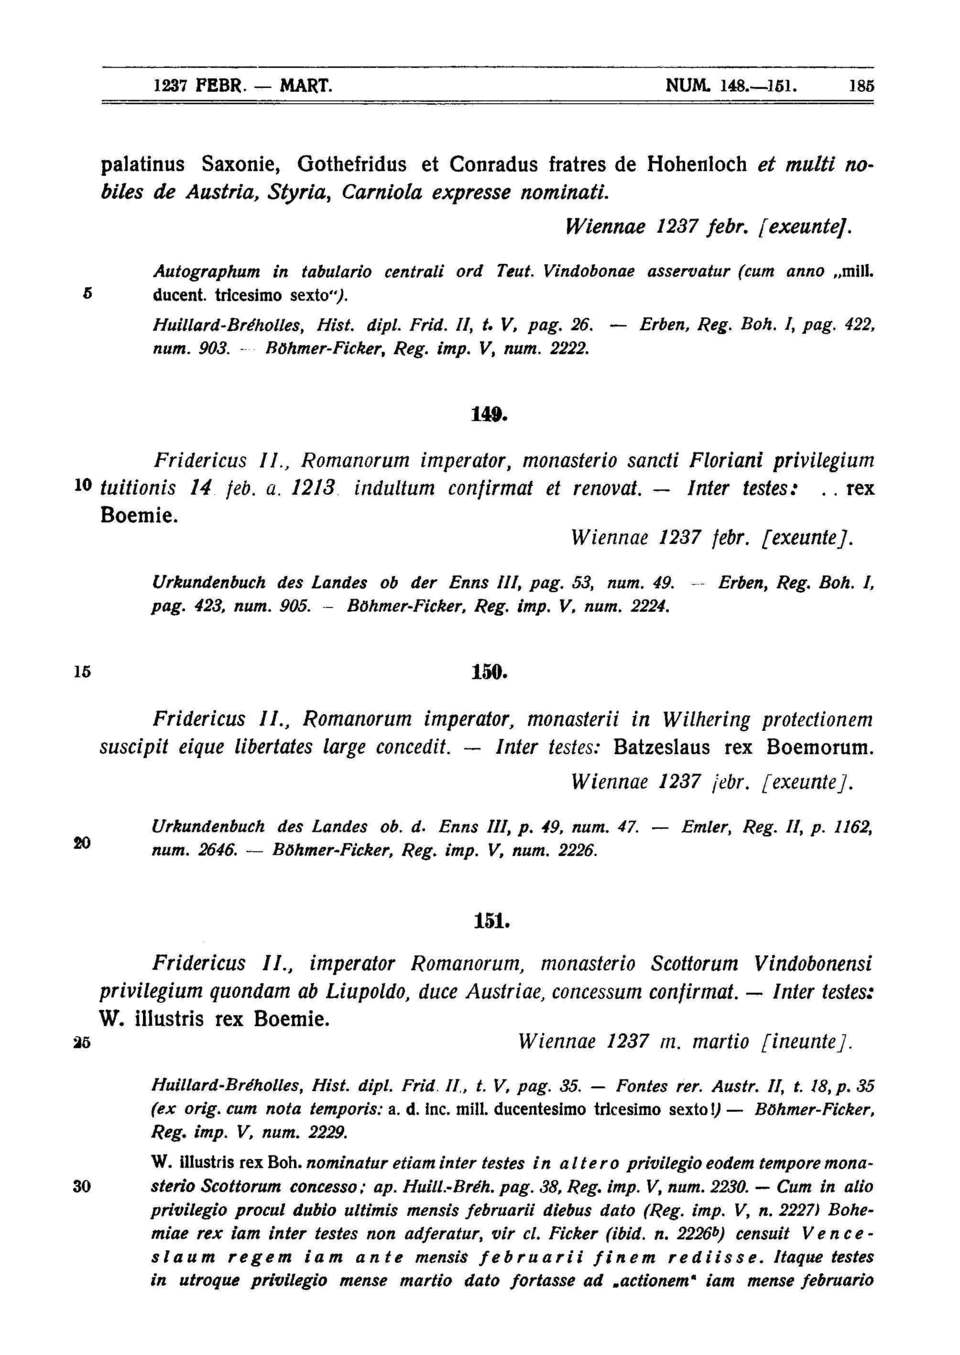 1237 FEBR. — MART. NUM. 148.—151. 185
palatinus Saxonie, Gothefridus et Conradus fratres de Hohenloch et multi no-
biles de Austria, Styria, Carniola expresse nominati.
Wiennae 1237 febr. [exeunte].
Autographum in tabulario centrali ord Teut. Vindobonae asservatur (cum anno „mill.
5 ducent. tricesimo sexto“).
Huillard-Bréholles, Hist. dipl. Frid. II, t. V, pag. 26. — Erben, Reg. Boh. I, pag. 422,
num. 903. — Böhmer-Ficker, Reg. imp. V, num. 2222.
149.
Fridericus II., Romanorum imperator, monasterio sancti Floriani privilegium
10 tuitionis 14 feb. a. 1213 indultum confirmat et renovat. — Inter testes: . . rex
Boemie.
Wiennae 1237 febr. [exeunte].
Urkundenbuch des Landes ob der Enns III, pag. 53, num. 49. — Erben, Reg. Boh. I,
pag. 423, num. 905. – Böhmer-Ficker, Reg. imp. V, num. 2224.
15 150.
Fridericus II., Romanorum imperator, monasterii in Wilhering protectionem
suscipit eique libertates large concedit. — Inter testes: Batzeslaus rex Boemorum.
Wiennae 1237 febr. [exeunte].
Urkundenbuch des Landes ob. d. Enns III, p. 49, num. 47. — Emler, Reg. II, p. 1162,
20 num. 2646. — Böhmer-Ficker, Reg. imp. V, num. 2226.
151.
Fridericus II., imperator Romanorum, monasterio Scottorum Vindobonensi
privilegium quondam ab Liupoldo, duce Austriae, concessum confirmat. — Inter testes:
W. illustris rex Boemie.
25 Wiennae 1237 m. martio [ineunte].
Huillard-Bréholles, Hist. dipl. Frid. II., t. V, pag. 35. — Fontes rer. Austr. II, t. 18, p. 35
(ex orig. cum nota temporis: a. d. inc. mill. ducentesimo tricesimo sexto!) — Böhmer-Ficker,
Reg. imp. V, num. 2229.
W. illustris rex Boh. nominatur etiam inter testes in altero privilegio eodem tempore mona-
30 sterio Scottorum concesso; ap. Huill.-Bréh. pag. 38, Reg. imp. V, num. 2230. — Cum in alio
privilegio procul dubio ultimis mensis februarii diebus dato (Reg. imp. V, n. 2227) Bohe-
miae rex iam inter testes non adferatur, vir cl. Ficker (ibid. n. 2226b) censuit Vence-
slaum regem iam ante mensis februarii finem rediisse. Itaque testes
in utroque privilegio mense martio dato fortasse ad „actionem“ iam mense februario